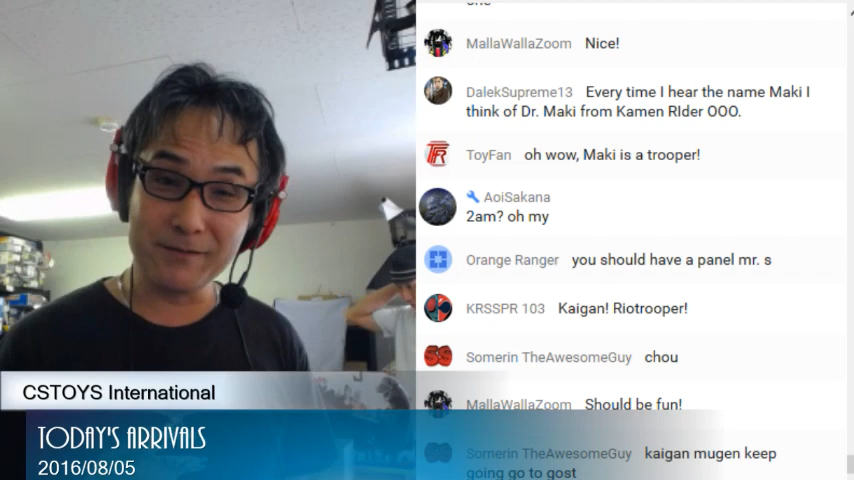 one
MallaWallaZoom Nice!
DalekSupreme13 Every time I hear the name Maki I
think of Dr. Maki from Kamen RIder OOO.
ToyFan oh wow, Maki is a trooper!
AoiSakana
2am? oh my
Orange Ranger you should have a panel mr. s
KRSSPR 103 Kaigan! Riotrooper!
Somerin TheAwesomeGuy chou
MallaWallaZoom Should be fun!
Somerin TheAwesomeGuy kaigan mugen keep
going go to gost
CSTOYS International
TODAY'S ARRIVALS
2016/08/05